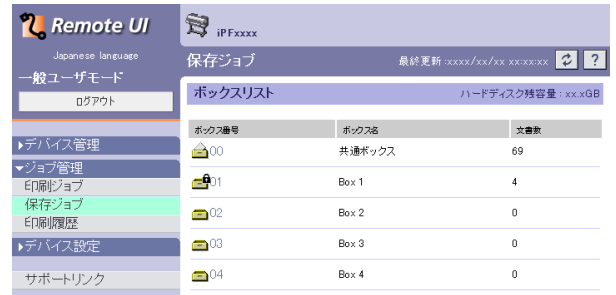 Remote UI
Japanese language
一般ユーザモード
ログアウト
▶デバイス管理
▼ジョブ管理
印刷ジョブ
保存ジョブ
印刷履歴
▶デバイス設定
サポートリンク
iPFxxxx
保存ジョブ
最終更新 :xxxx/xx/xx xx:xx:xx ?
ボックスリスト ハードディスク残容量 : xx.xGB
ボックス番号 ボックス名 文書数
00 共通ボックス 69
01 Box 1 4
02 Box 2 0
03 Box 3 0
04 Box 4 0